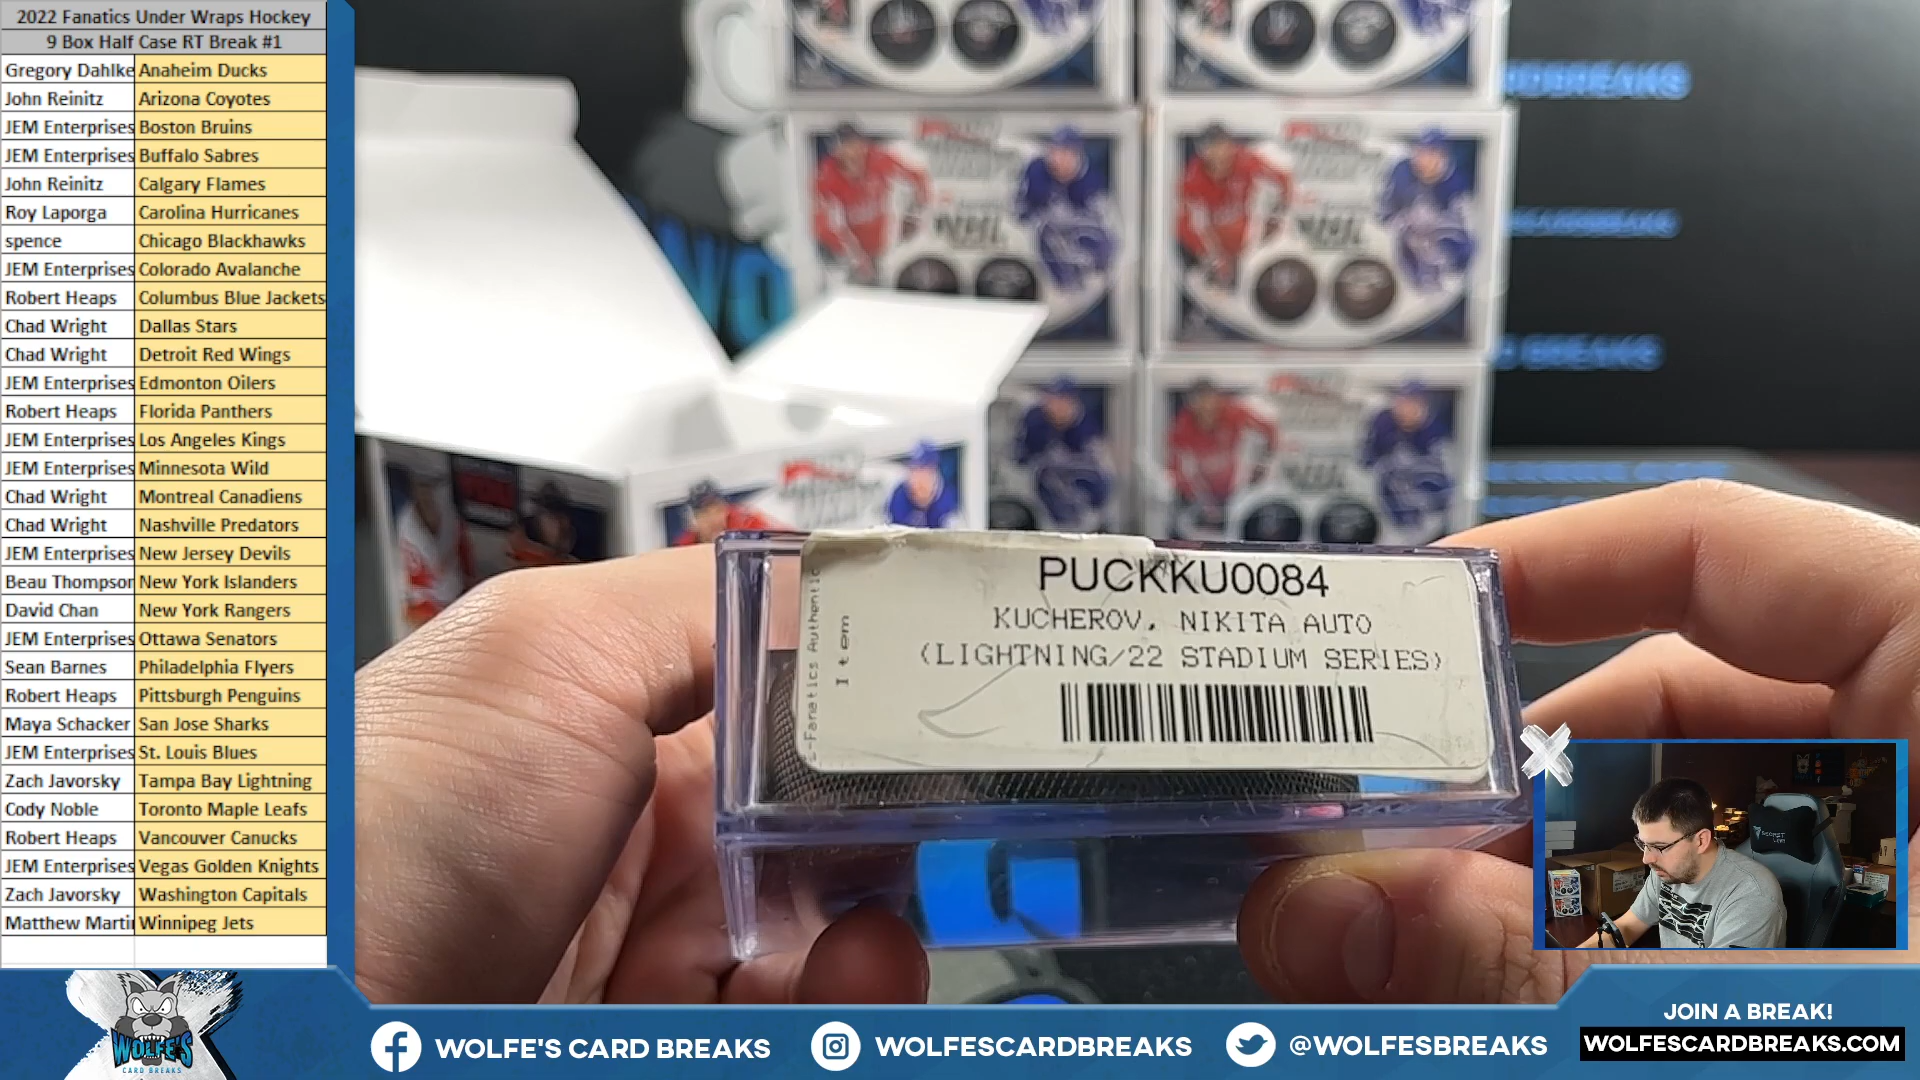 2022 Fanatics Under Wraps Hockey
9 Box Half Case RT Break #1
Gregory Dahlke Anaheim Ducks
John Reinitz Arizona Coyotes
JEM Enterprises Boston Bruins
JEM Enterprises Buffalo Sabres
John Reinitz Calgary Flames
Roy Laporga Carolina Hurricanes
spence Chicago Blackhawks
JEM Enterprises Colorado Avalanche
Robert Heaps Columbus Blue Jackets
Chad Wright Dallas Stars
Chad Wright Detroit Red Wings
JEM Enterprises Edmonton Oilers
Robert Heaps Florida Panthers
JEM Enterprises Los Angeles Kings
JEM Enterprises Minnesota Wild
Chad Wright Montreal Canadiens
Chad Wright Nashville Predators
JEM Enterprises New Jersey Devils
Beau Thompson New York Islanders
David Chan New York Rangers
JEM Enterprises Ottawa Senators
Sean Barnes Philadelphia Flyers
Robert Heaps Pittsburgh Penguins
Maya Schacker San Jose Sharks
JEM Enterprises St. Louis Blues
Zach Javorsky Tampa Bay Lightning
Cody Noble Toronto Maple Leafs
Robert Heaps Vancouver Canucks
JEM Enterprises Vegas Golden Knights
Zach Javorsky Washington Capitals
Matthew Marti Winnipeg Jets
BREAKS
NHL
NHL
Fanatics Authentic
Item
PUCKKU0084
KUCHEROV, NIKITA AUTO
(LIGHTNING/22 STADIUM SERIES)
WOLFE'S
CARD BREAKS
WOLFE'S CARD BREAKS
WOLFESCARDBREAKS
@WOLFESBREAKS
JOIN A BREAK!
WOLFESCARDBREAKS.COM